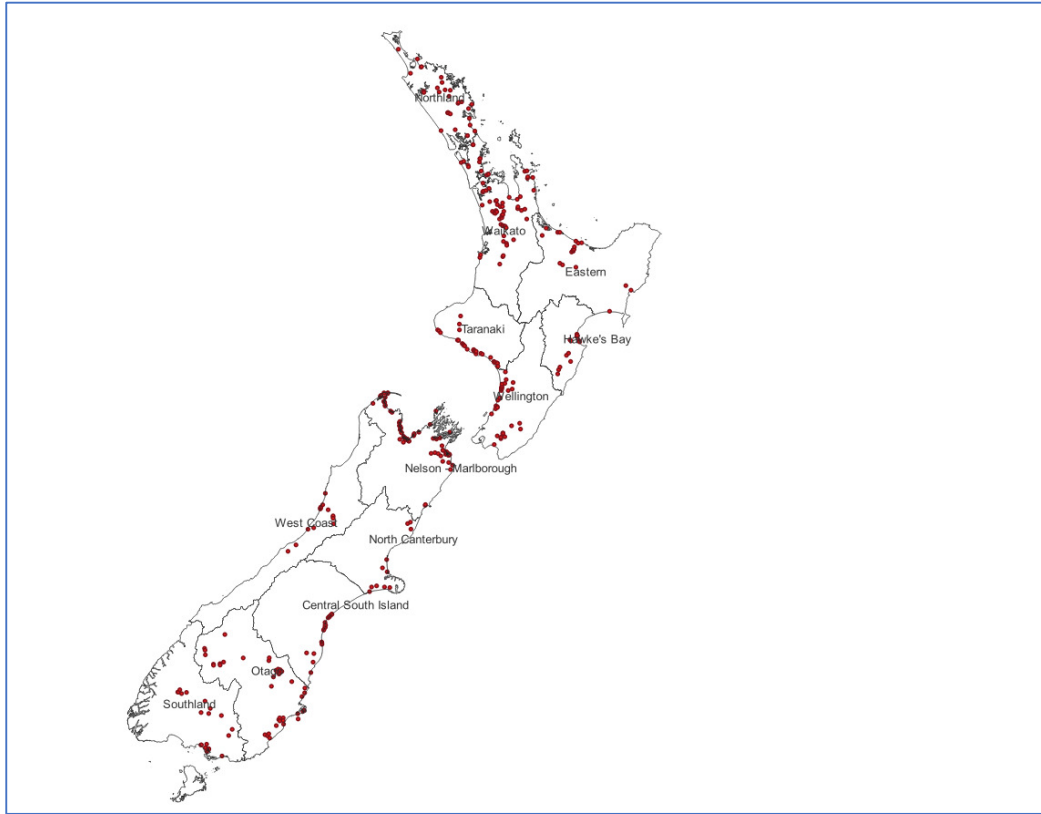 Northland
Waikato
Eastern
Taranaki
Hawke's Bay
Wellington
Nelson - Marlborough
West Coast
North Canterbury
Central South Island
Otago
Southland